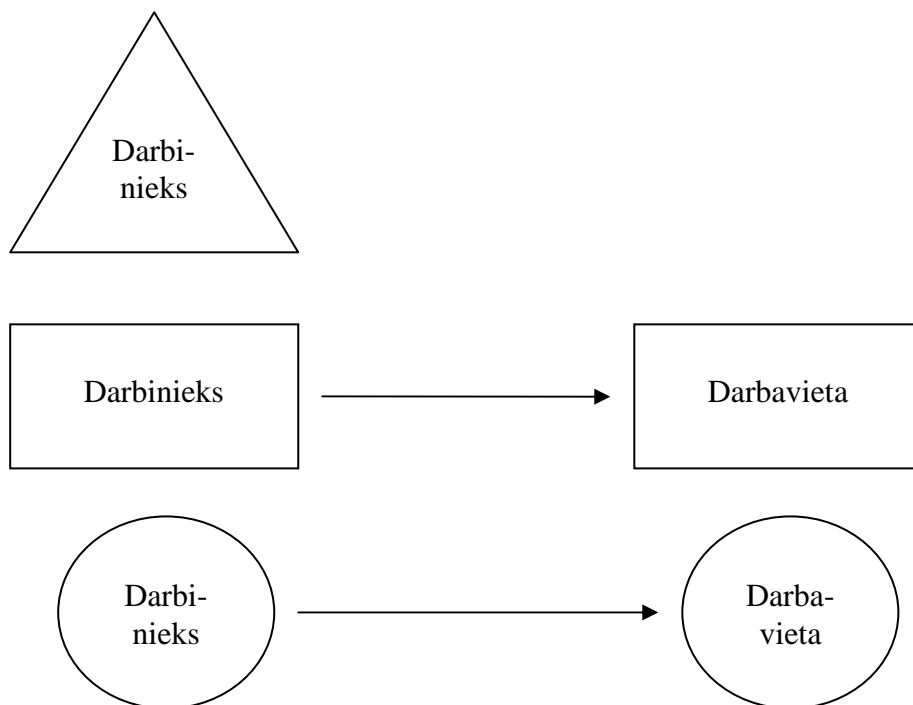 Darbi-
nieks
Darbinieks
Darbavieta
Darbi-
nieks
Darba-
vieta